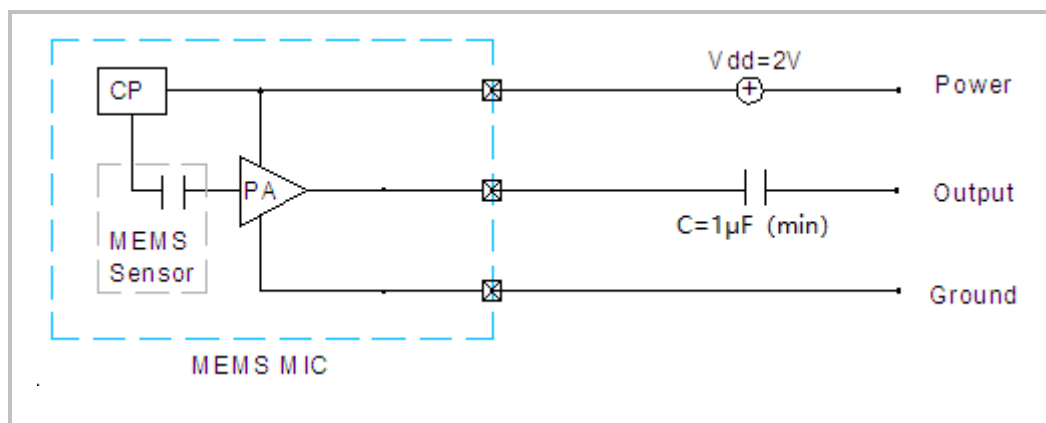 Vdd=2V
CP
Power
PA
Output
C=1μF (min)
MEMS
Sensor
Ground
MEMS MIC